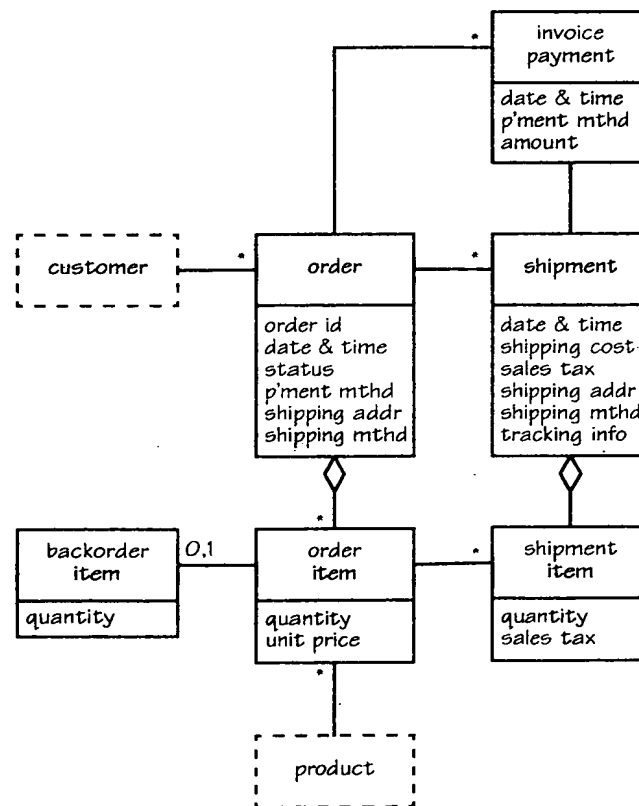 *
invoice
payment
date & time
p'ment mthd
amount
customer
*
order
*
shipment
order id
date & time
status
p'ment mthd
shipping addr
shipping mthd
date & time
shipping cost
sales tax
shipping addr
shipping mthd
tracking info
*
backorder
item
0,1
order
item
*
shipment
item
quantity
quantity
unit price
quantity
sales tax
*
product